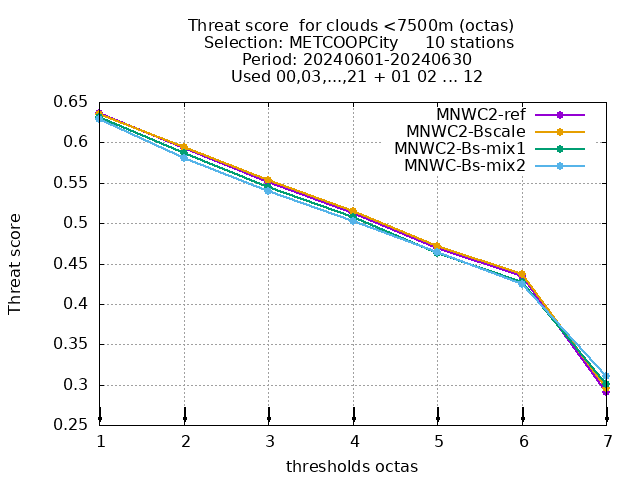 Threat score  for clouds <7500m (octas)
Selection: METCOOPCity     10 stations
Period: 20240601-20240630
Used 00,03,...,21 + 01 02 ... 12
MNWC2-ref
MNWC2-Bscale
MNWC2-Bs-mix1
MNWC-Bs-mix2
Threat score
0.65
0.6
0.55
0.5
0.45
0.4
0.35
0.3
0.25
1 2 3 4 5 6 7
thresholds octas